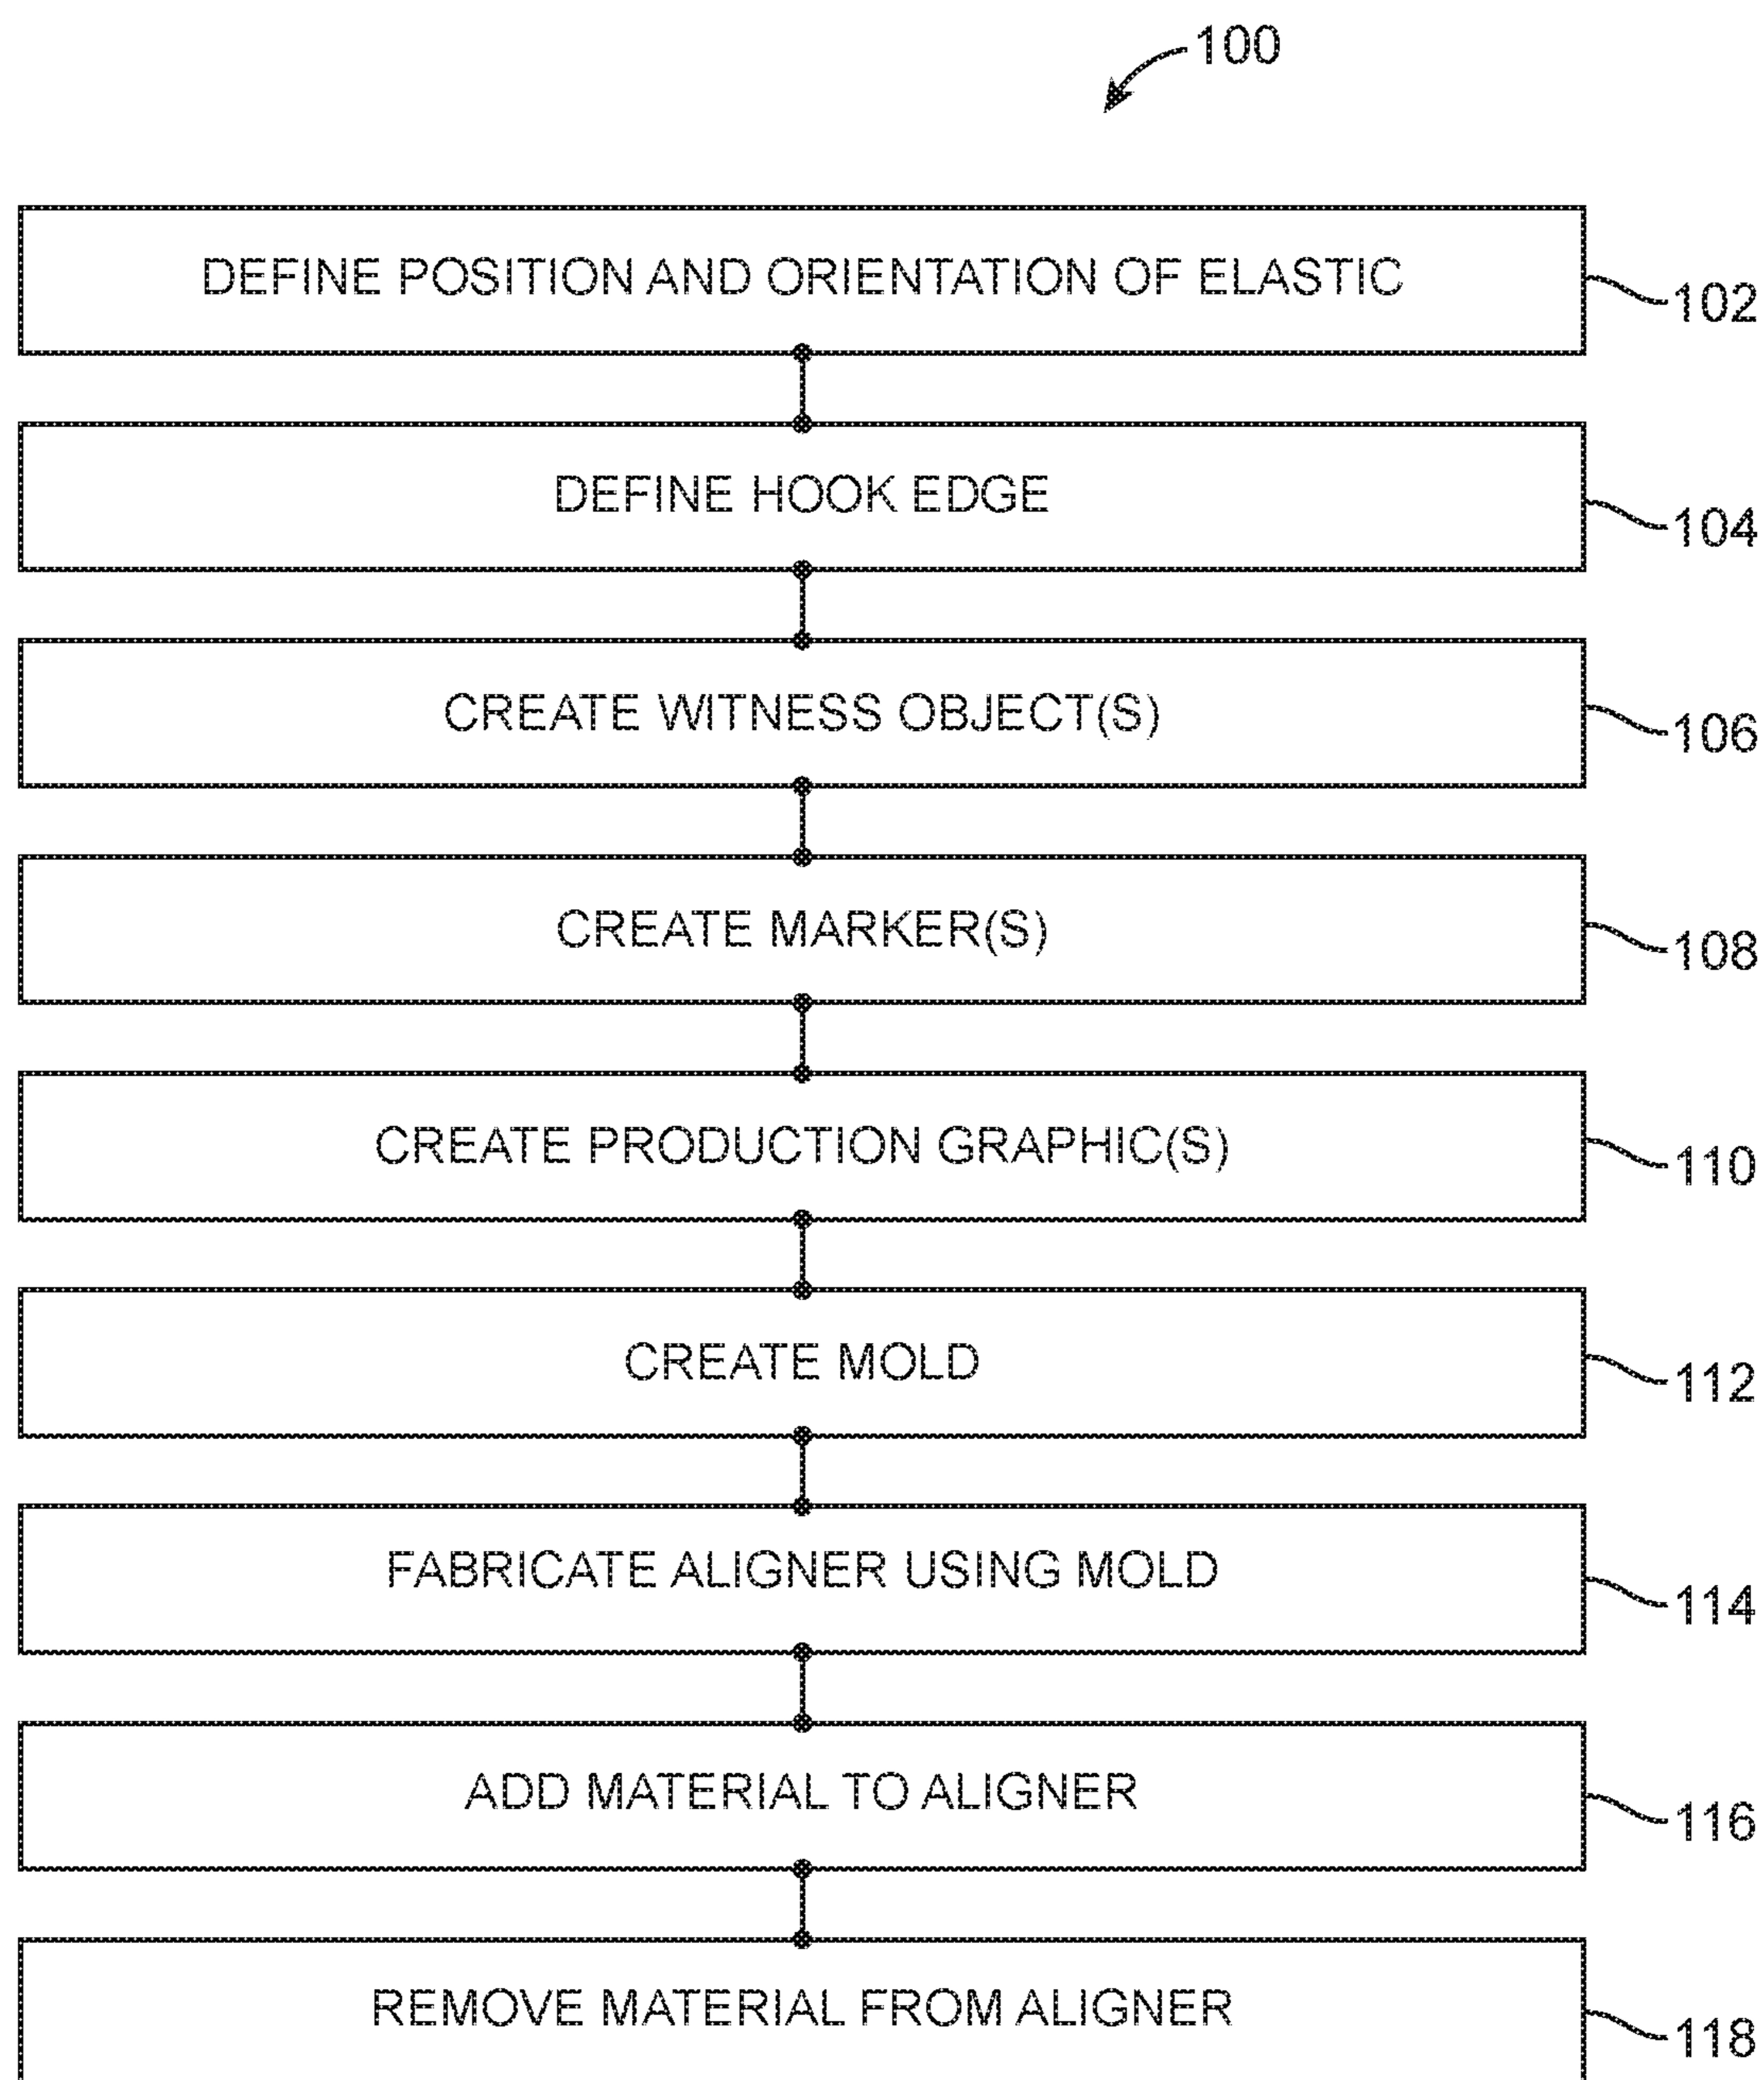 100
DEFINE POSITION AND ORIENTATION OF ELASTIC
102
DEFINE HOOK EDGE
104
CREATE WITNESS OBJECT(S)
106
CREATE MARKER(S)
108
CREATE PRODUCTION GRAPHIC(S)
110
CREATE MOLD
112
FABRICATE ALIGNER USING MOLD
114
ADD MATERIAL TO ALIGNER
116
REMOVE MATERIAL FROM ALIGNER
118